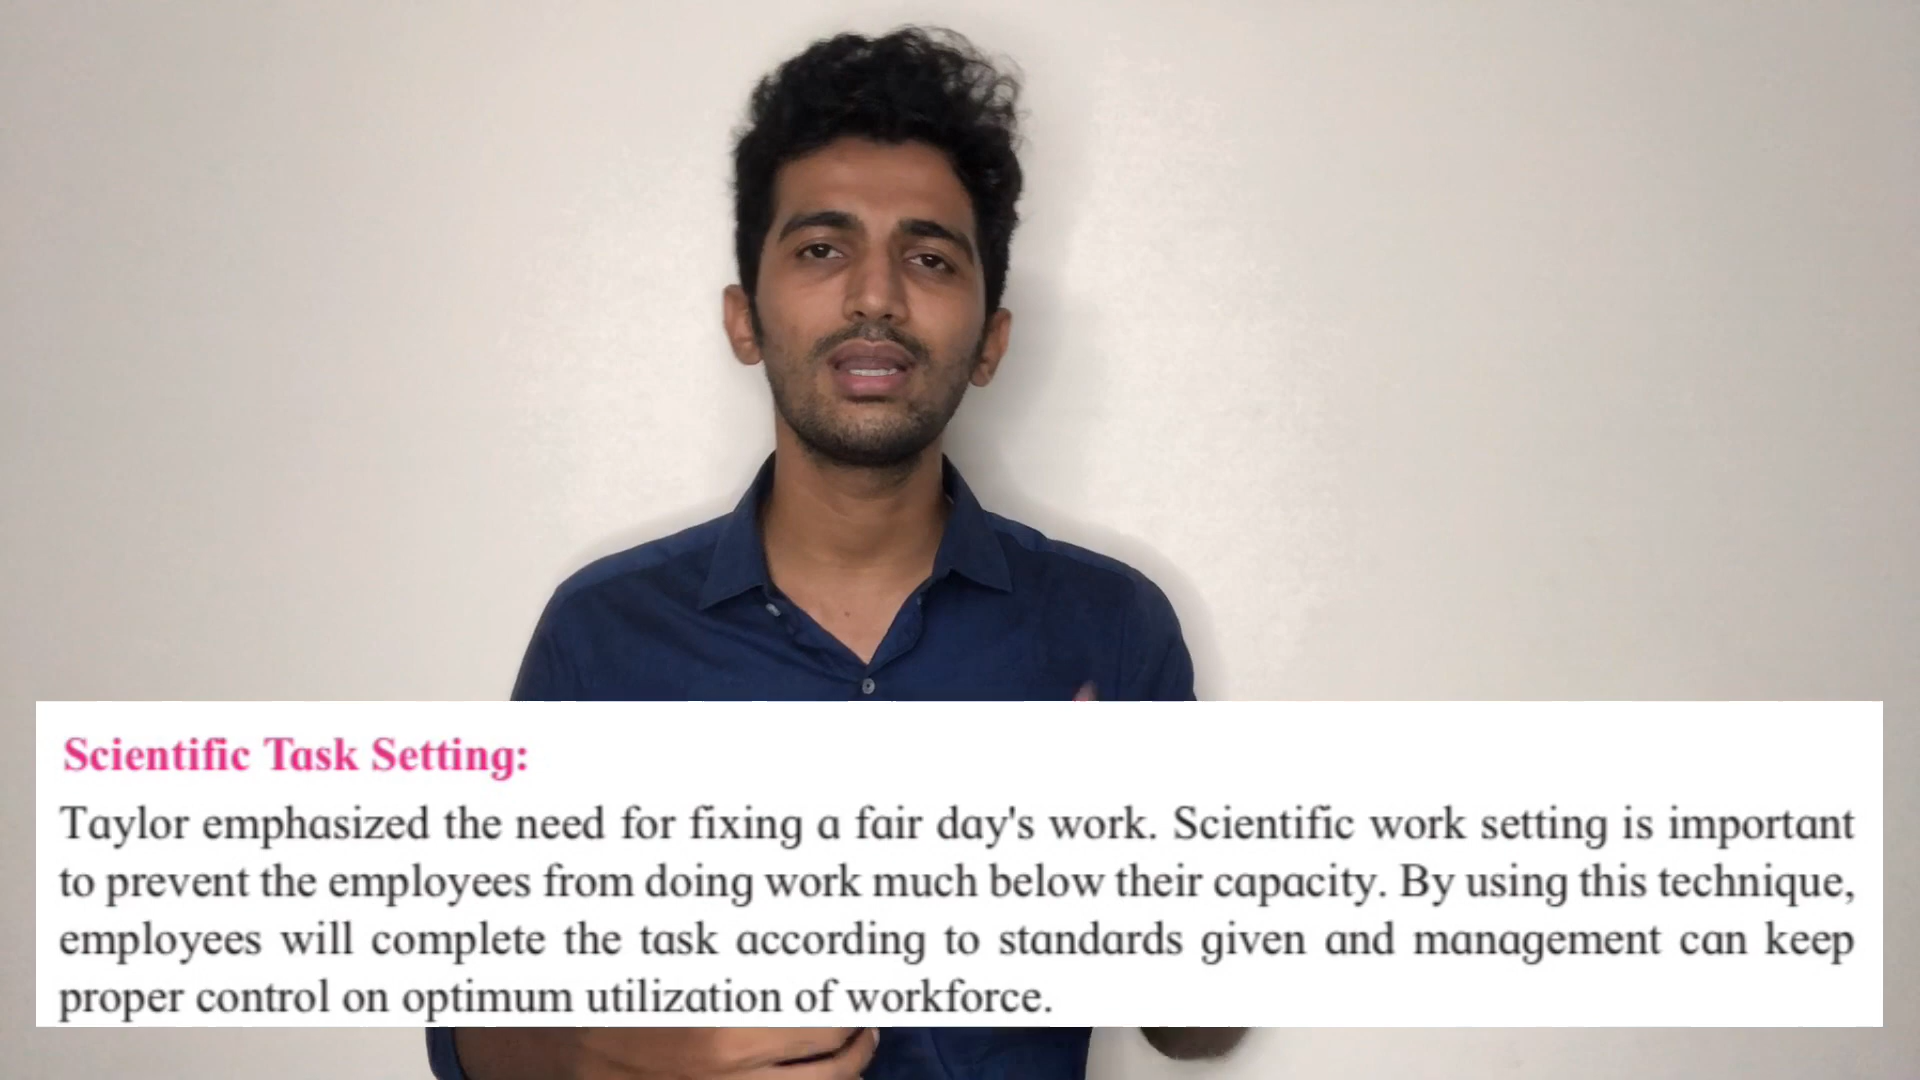 Scientific Task Setting:
Taylor emphasized the need for fixing a fair day's work. Scientific work setting is important
to prevent the employees from doing work much below their capacity. By using this technique,
employees will complete the task according to standards given and management can keep
proper control on optimum utilization of workforce.